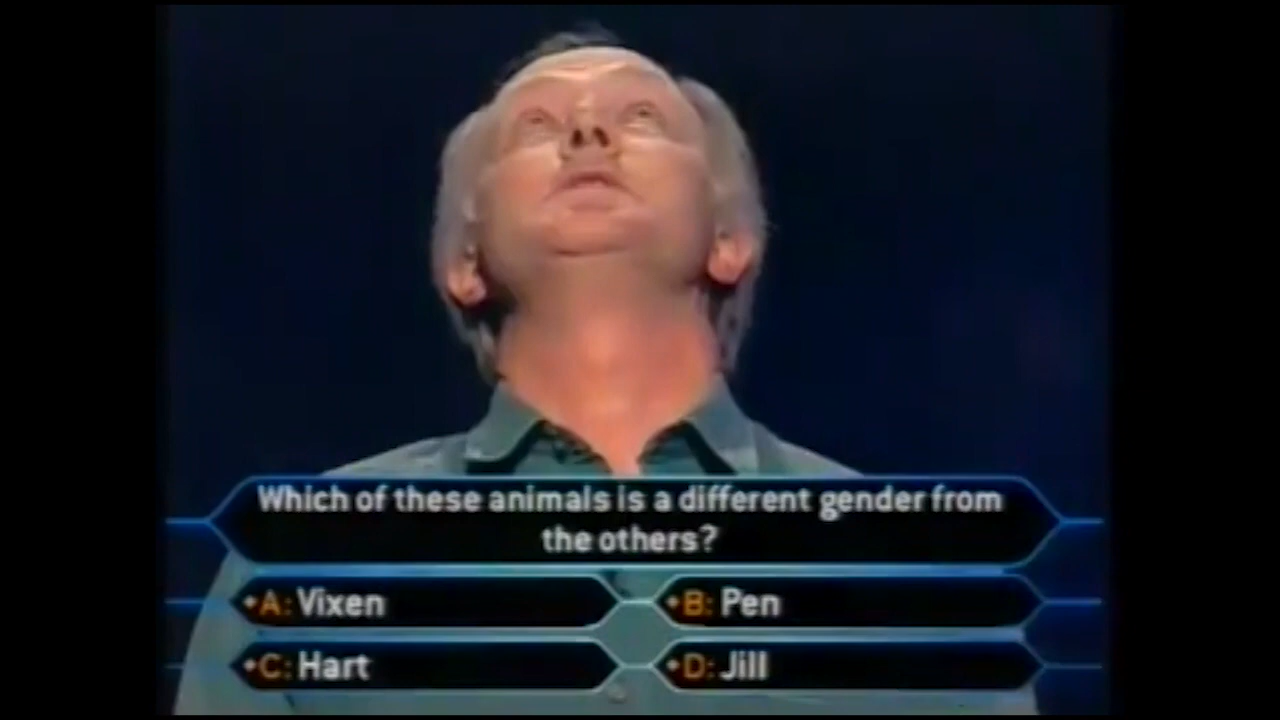 Which of these animals is a different gender from
the others?
A: Vixen
B: Pen
C: Hart
D: Jill